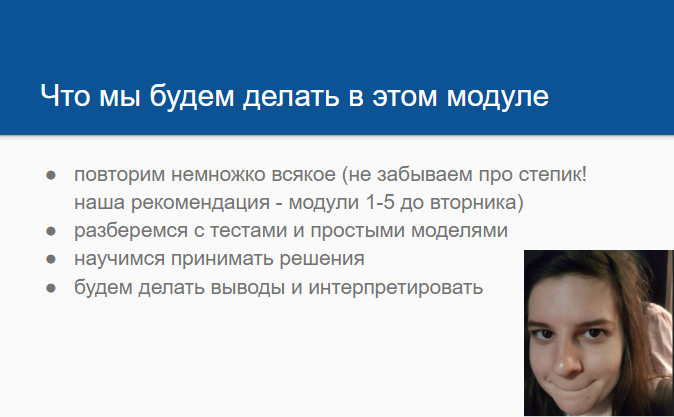 Что мы будем делать в этом модуле
● повторим немножко всякое (не забываем про степик!
наша рекомендация - модули 1-5 до вторника)
● разберемся с тестами и простыми моделями
● научимся принимать решения
● будем делать выводы и интерпретировать